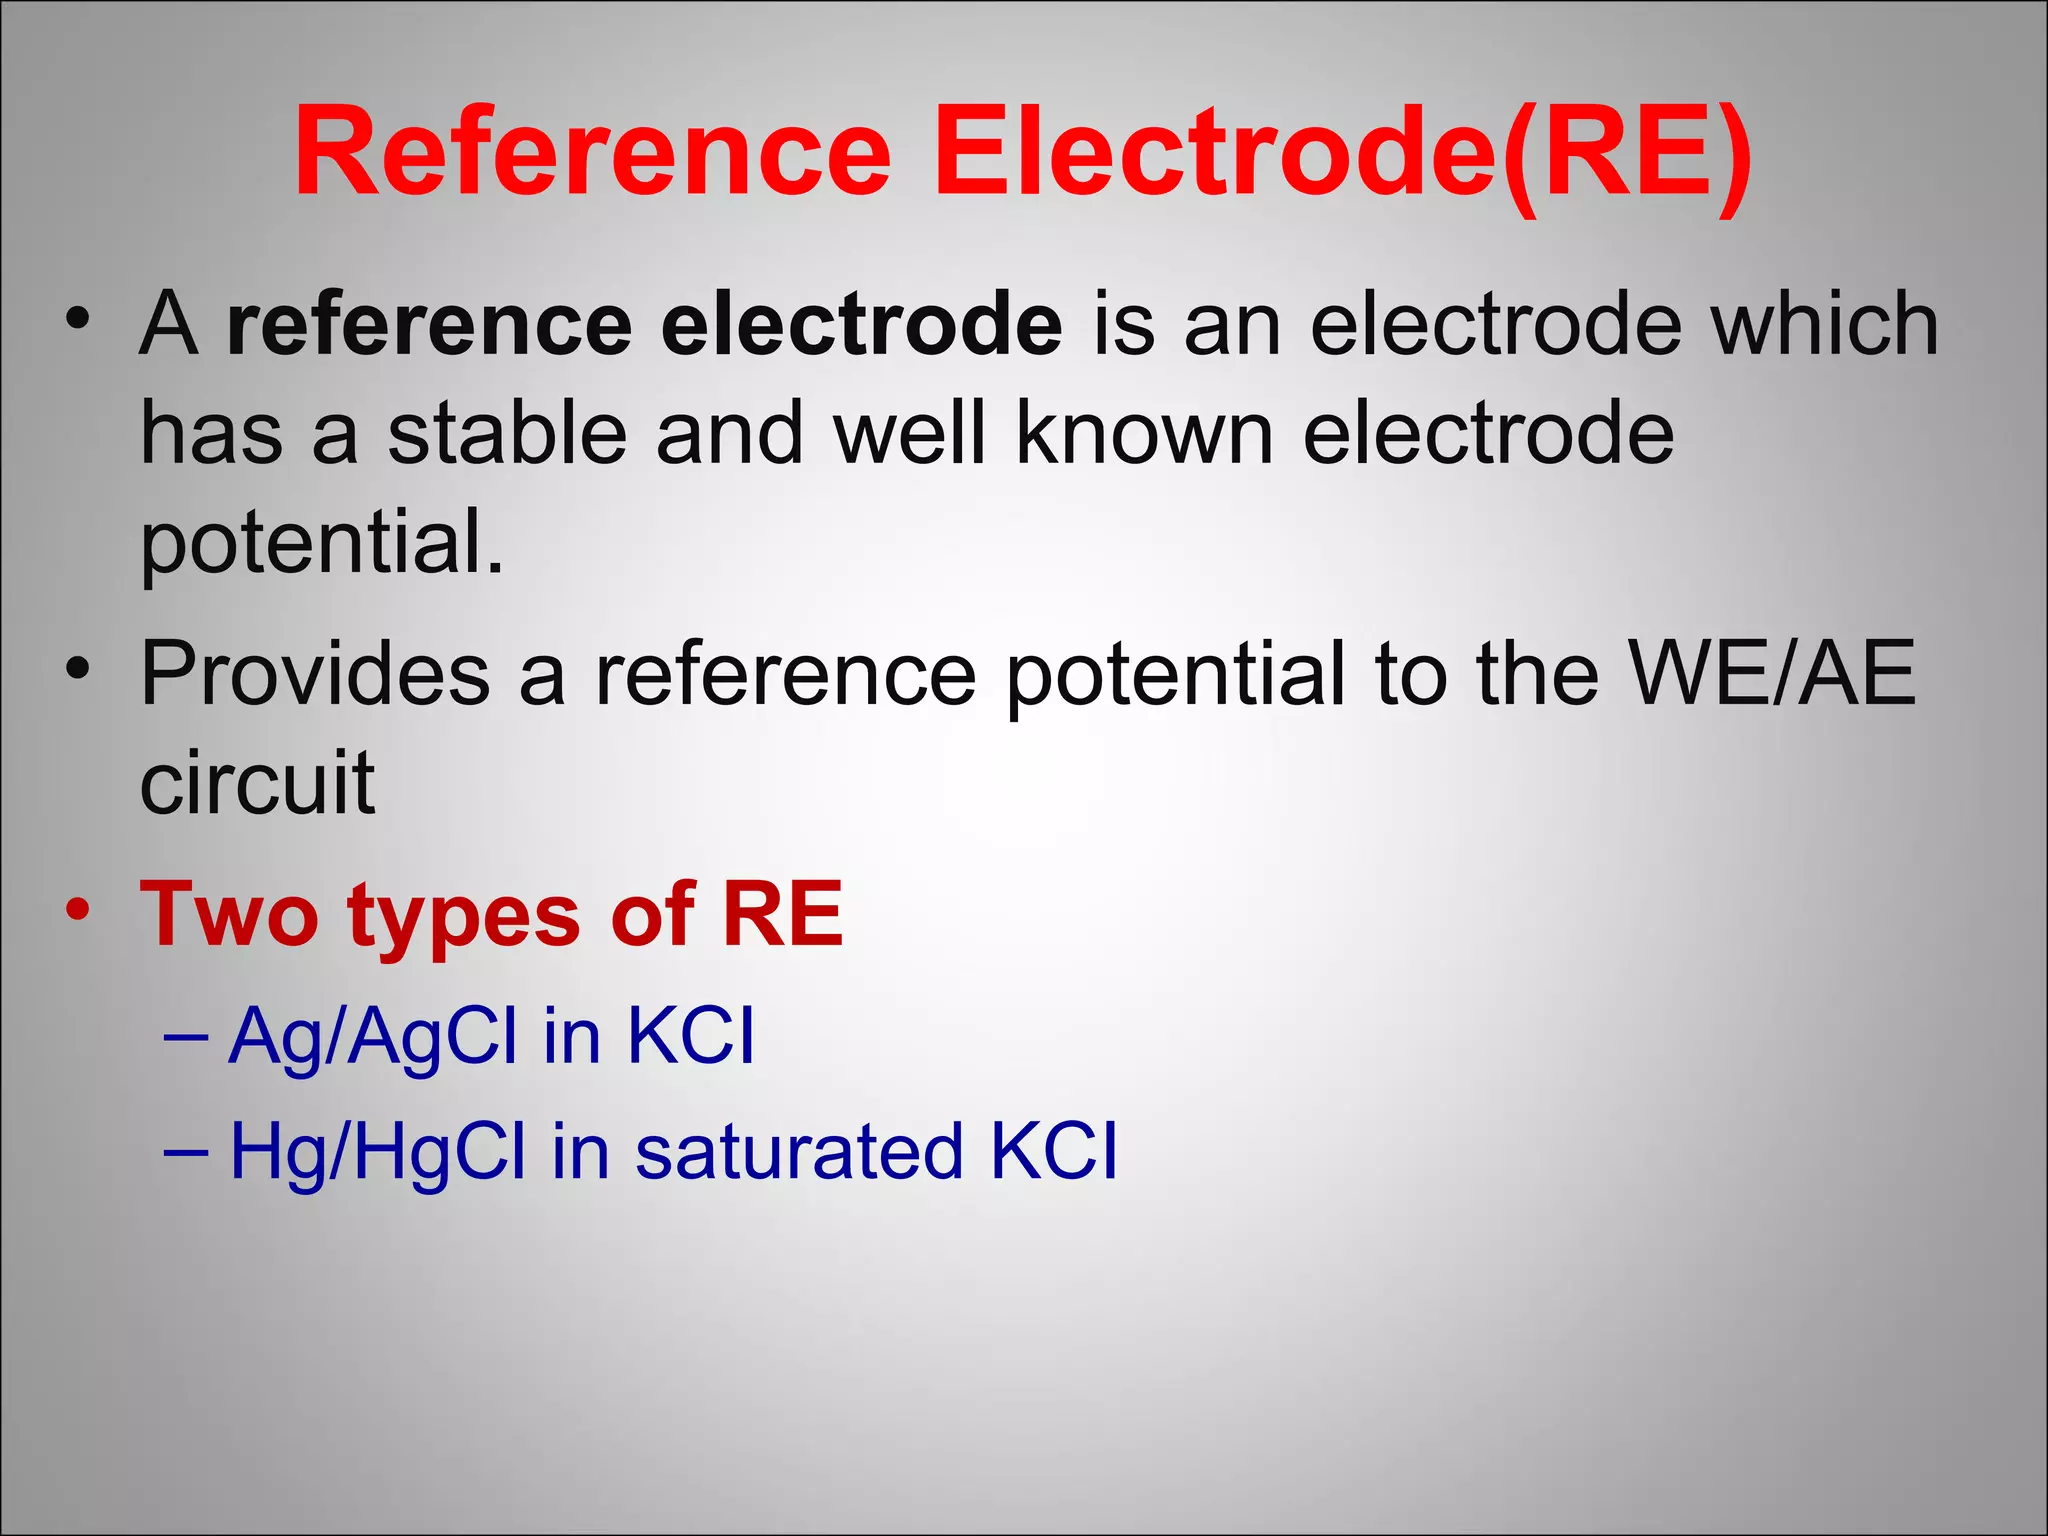 Reference Electrode(RE)
• A reference electrode is an electrode which
has a stable and well known electrode
potential.
• Provides a reference potential to the WE/AE
circuit
• Two types of RE
– Ag/AgCl in KCl
– Hg/HgCl in saturated KCl